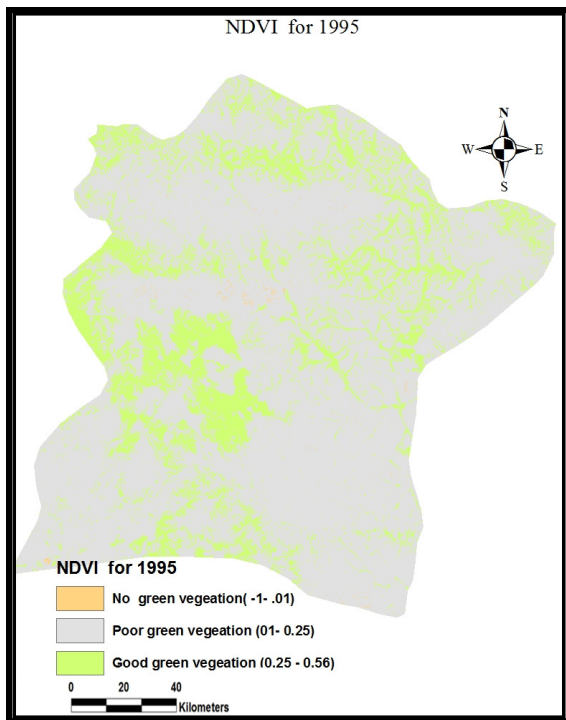 NDVI for 1995
N
W E
S
NDVI for 1995
No green vegeation( -1- .01)
Poor green vegeation (01- 0.25)
Good green vegeation (0.25 - 0.56)
0 20 40
Kilometers